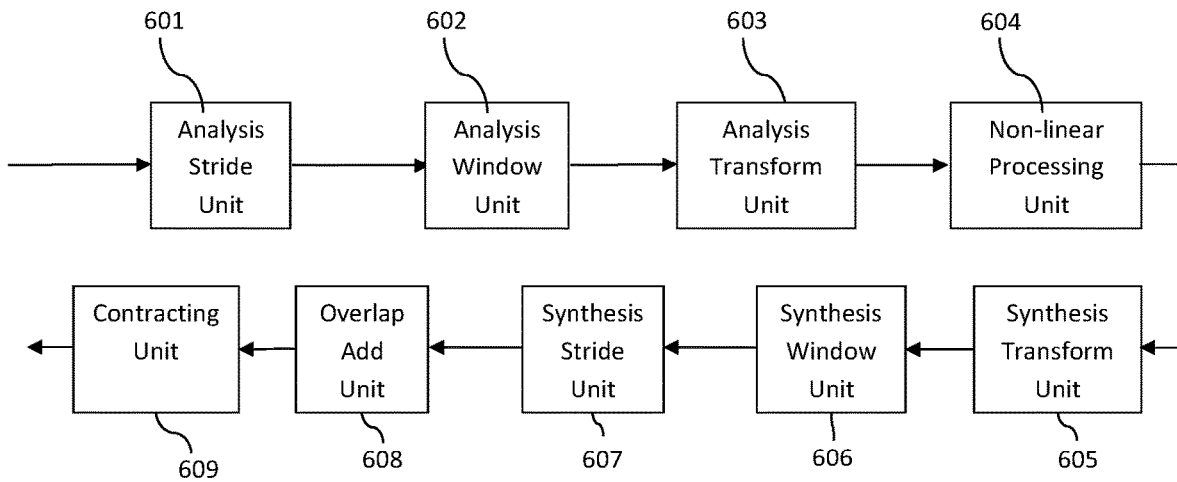 601
602
603
604
Analysis
Stride
Unit
Analysis
Window
Unit
Analysis
Transform
Unit
Non-linear
Processing
Unit
Contracting
Unit
Overlap
Add
Unit
Synthesis
Stride
Unit
Synthesis
Window
Unit
Synthesis
Transform
Unit
609
608
607
606
605